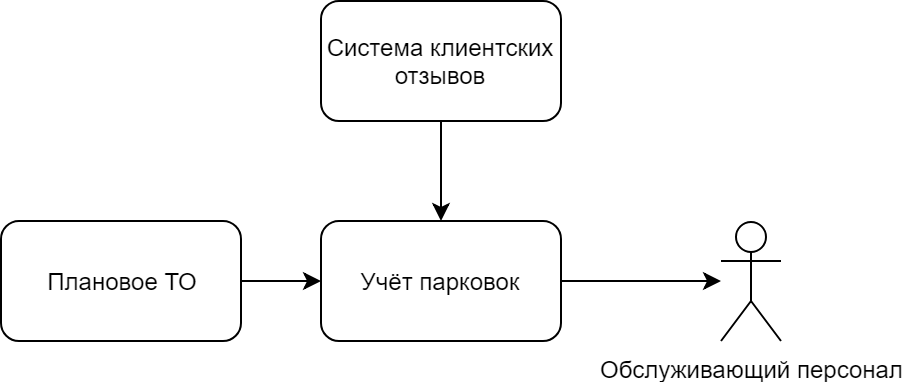 Система клиентских
отзывов
Плановое ТО
Учёт парковок
Обслуживающий персонал